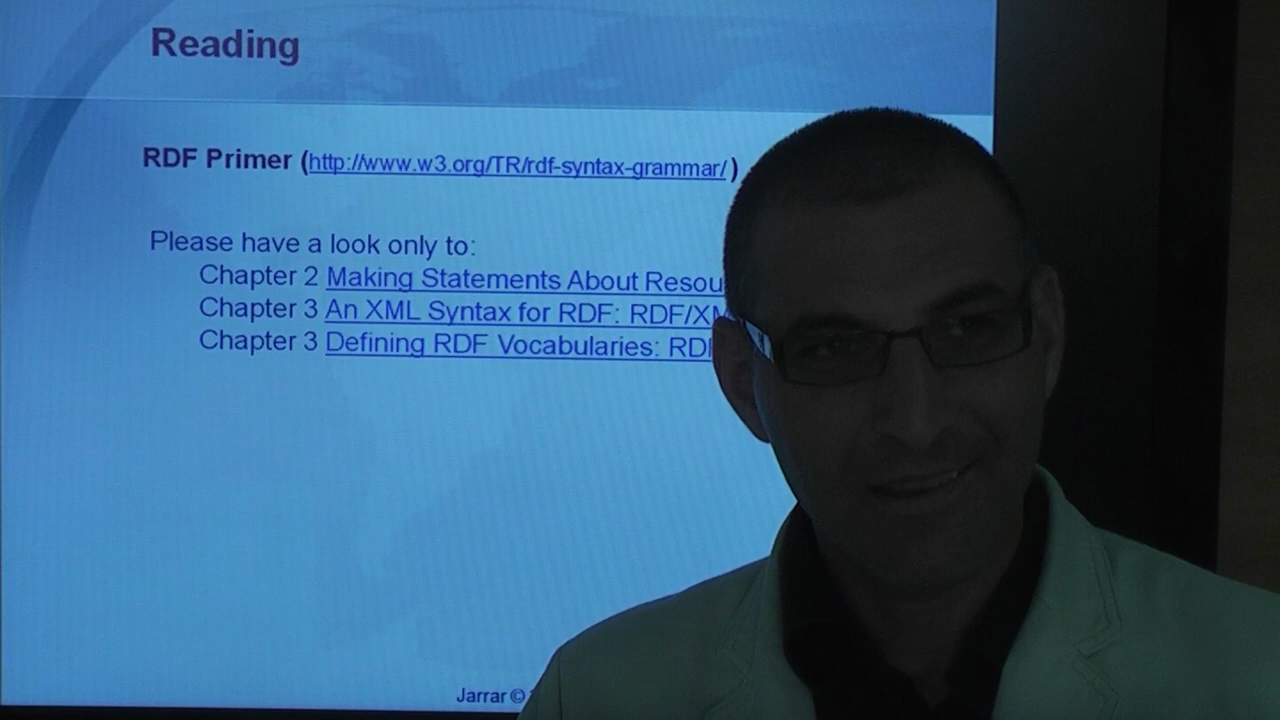 Reading
RDF Primer (http://www.w3.org/TR/rdf-syntax-grammar/)
Please have a look only to:
Chapter 2 Making Statements About
Chapter 3 An XML Syntax for RDF:
Chapter 3 Defining RDF Vocabularies:
Jarrar ©